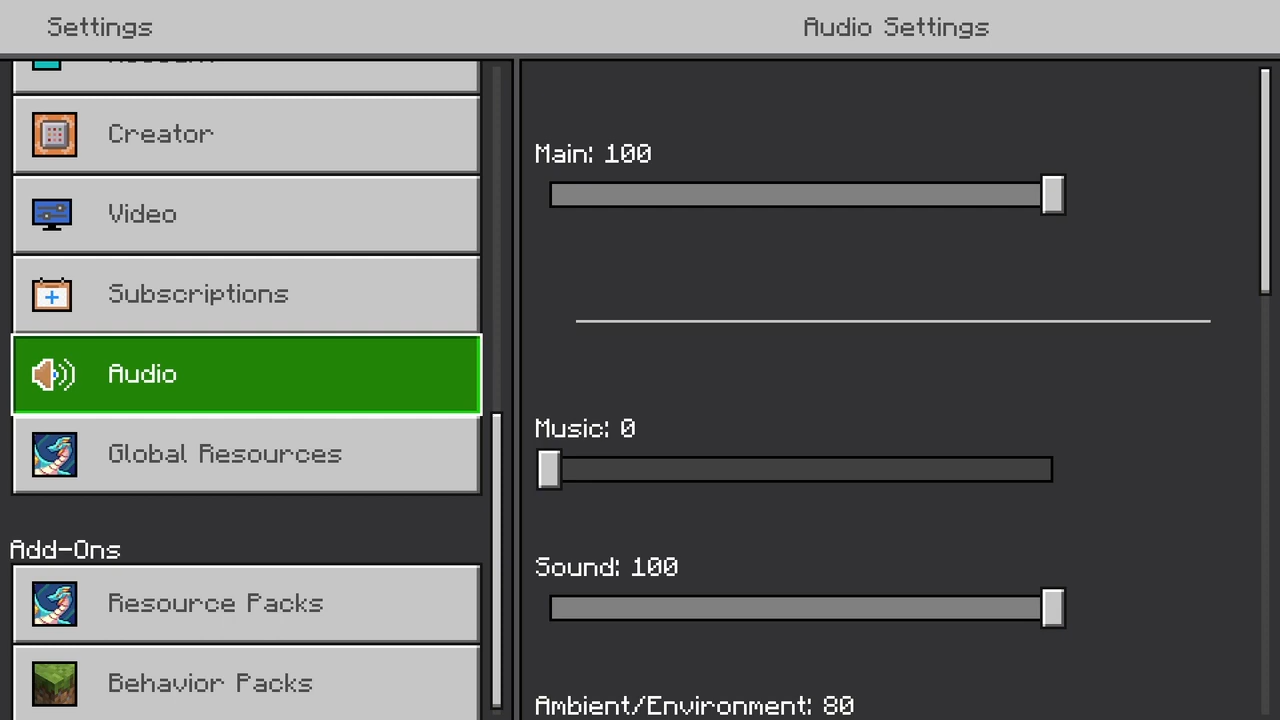 Settings
Audio Settings
Creator
Video
Subscriptions
Audio
Global Resources
Add-Ons
Resource Packs
Behavior Packs
Main: 100
Music: 0
Sound: 100
Ambient/Environment: 80